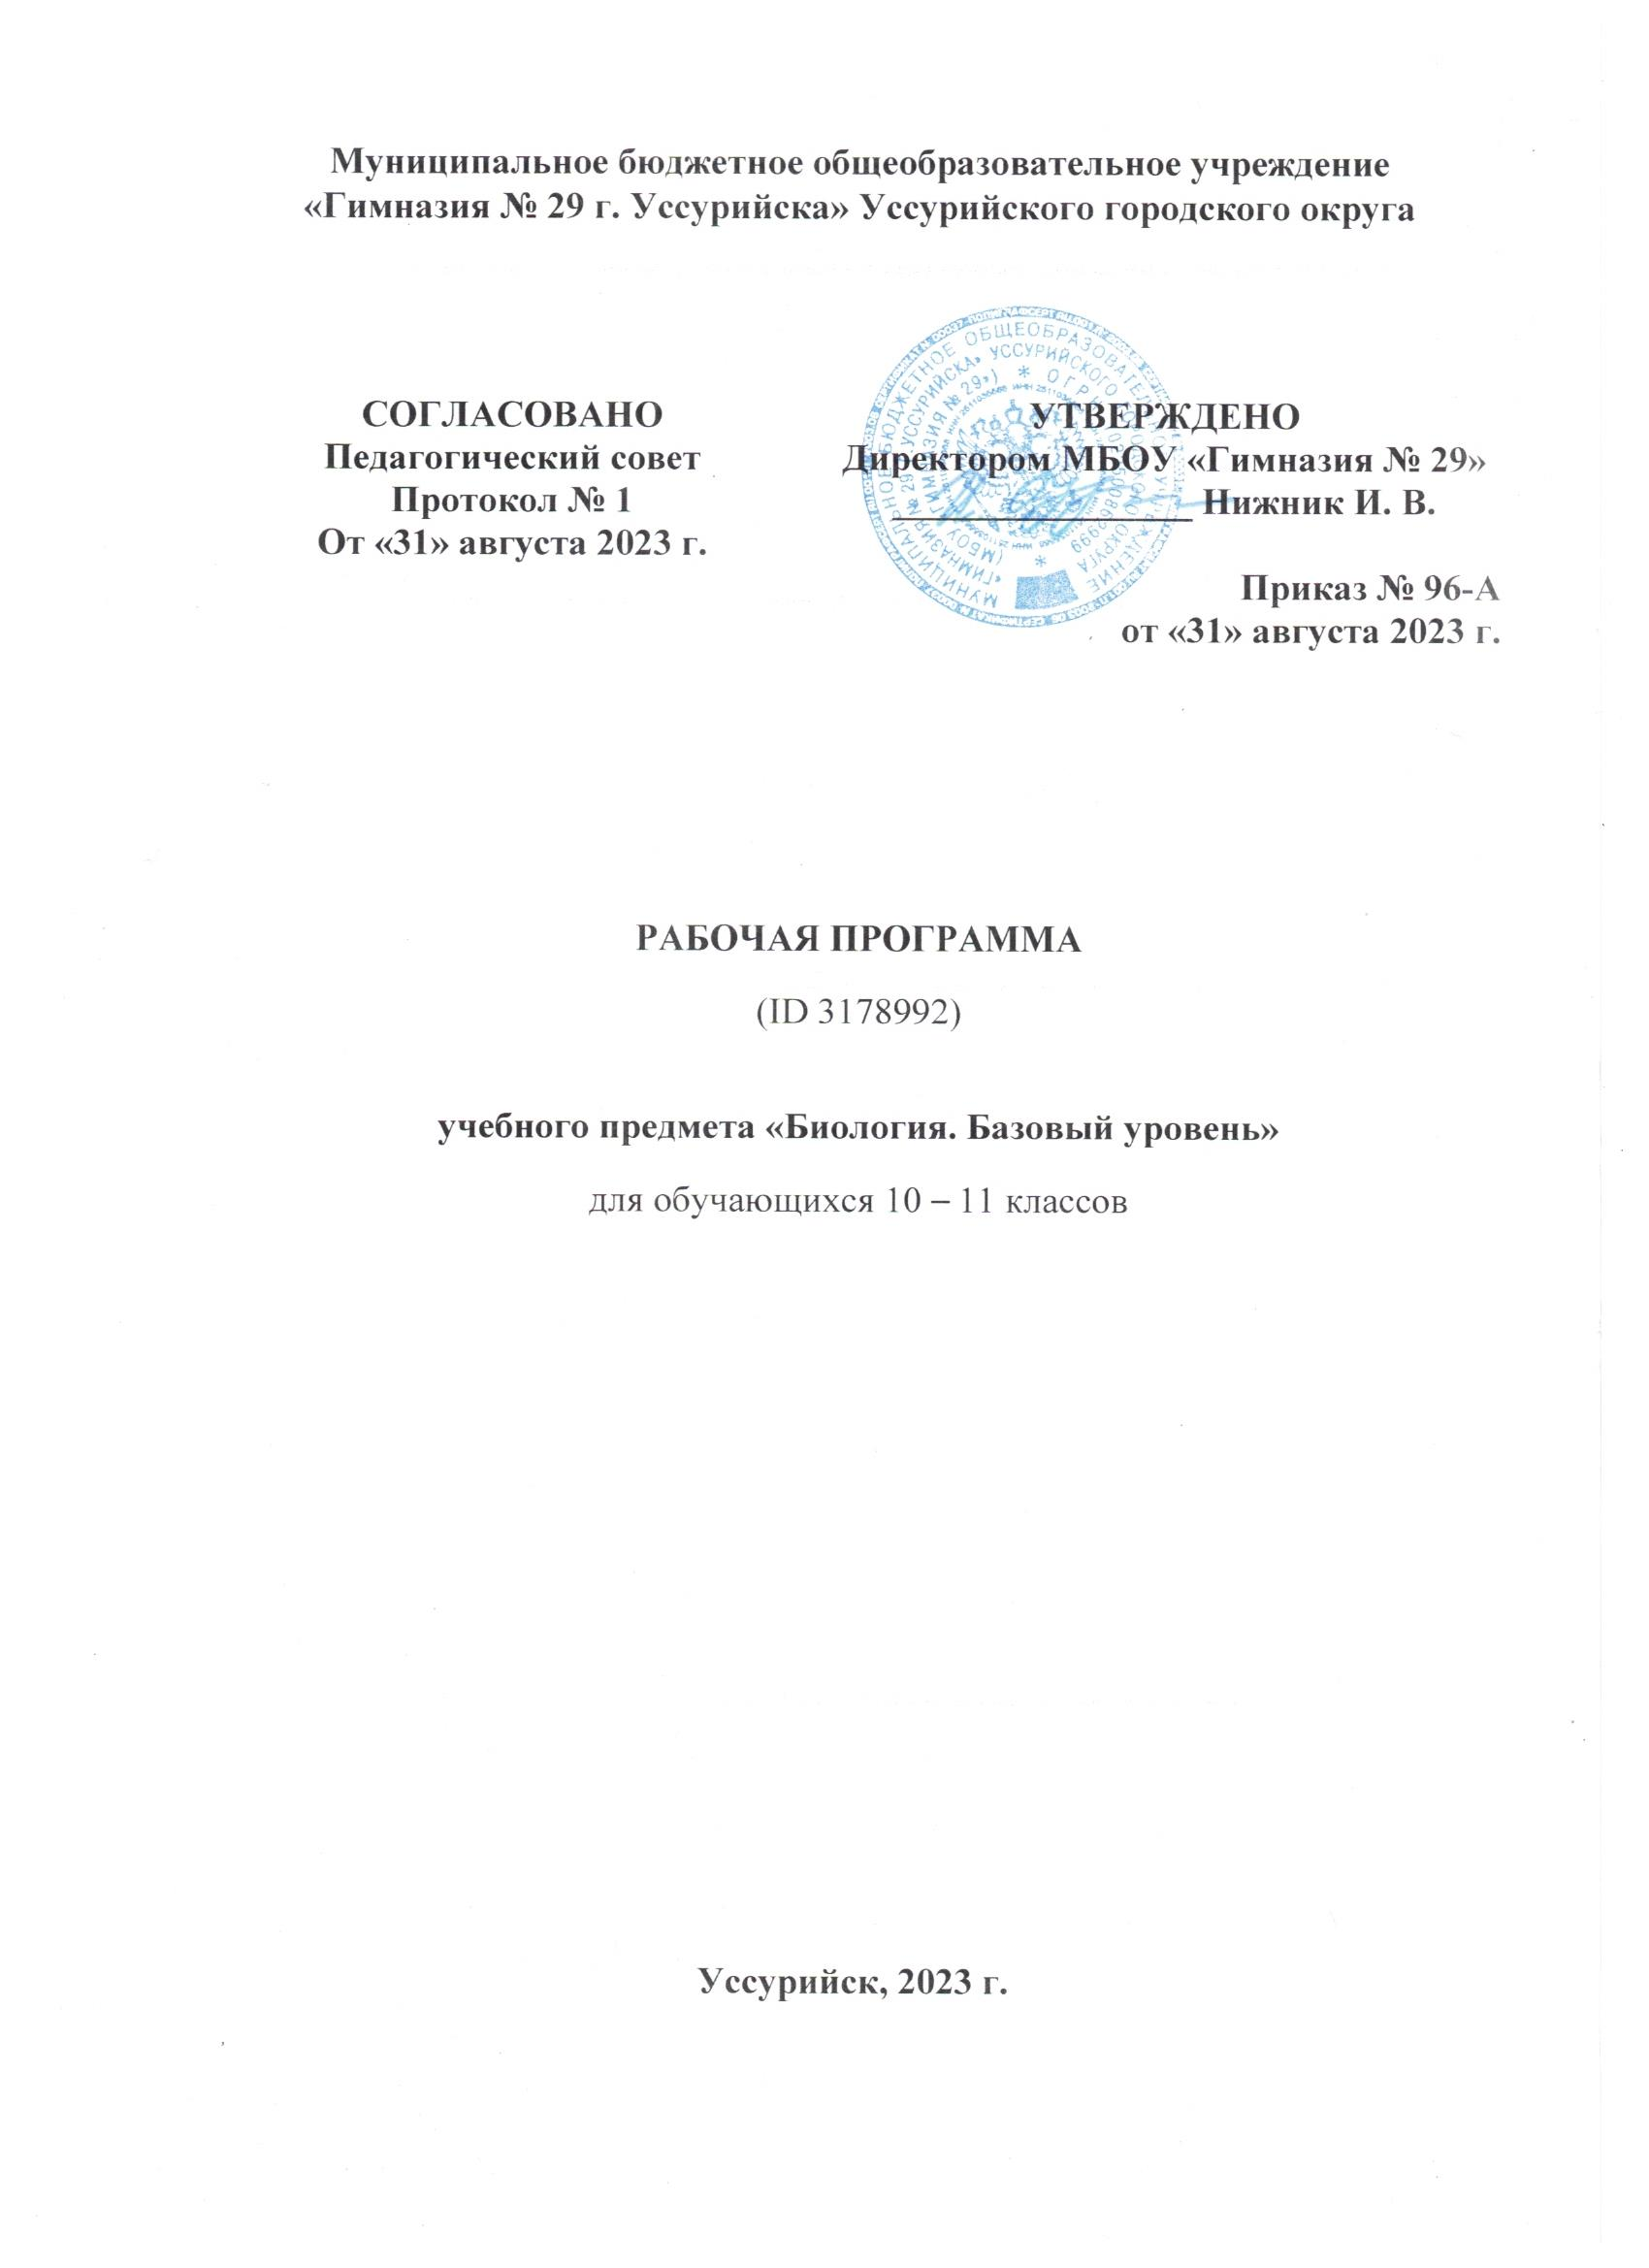 Муниципальное бюджетное общеобразовательное учреждение
«Гимназия № 29 г. Уссурийска» Уссурийского городского округа
СОГЛАСОВАНО
Педагогический совет
Протокол № 1
От «31» августа 2023 г.
УТВЕРЖДЕНО
Директором МБОУ «Гимназия № 29»
Нижник И. В.
Приказ № 96-А
от «31» августа 2023 г.
РАБОЧАЯ ПРОГРАММА
(ID 3178992)
учебного предмета «Биология. Базовый уровень»
для обучающихся 10 – 11 классов
Уссурийск, 2023 г.